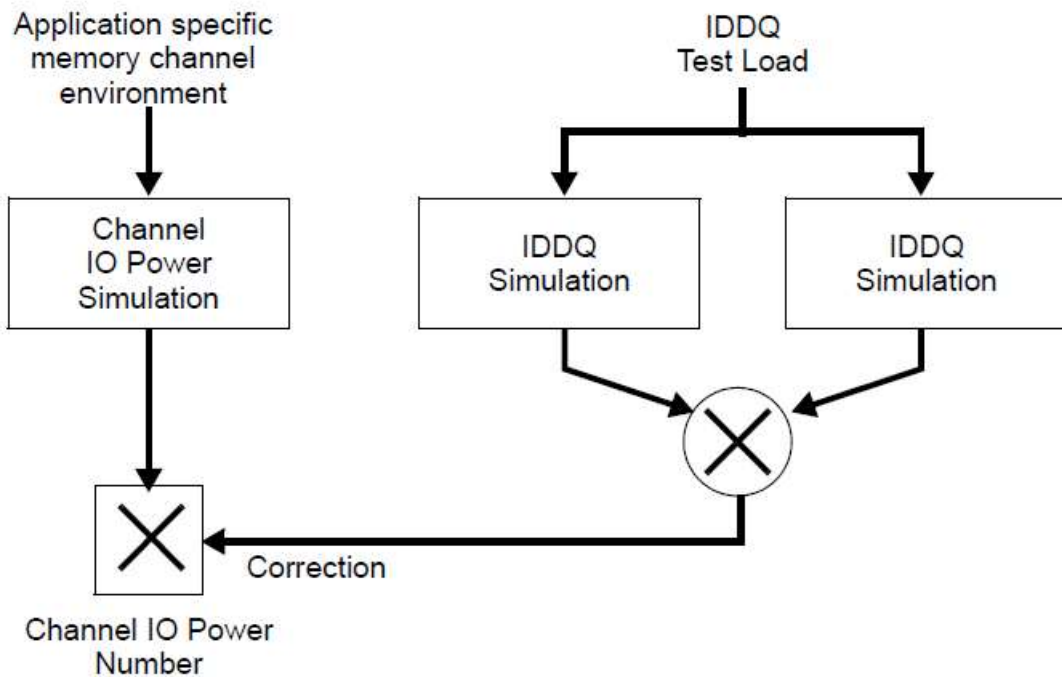 Application specific
memory channel
environment
IDDQ
Test Load
Channel
IO Power
Simulation
IDDQ
Simulation
IDDQ
Simulation
Correction
Channel IO Power
Number